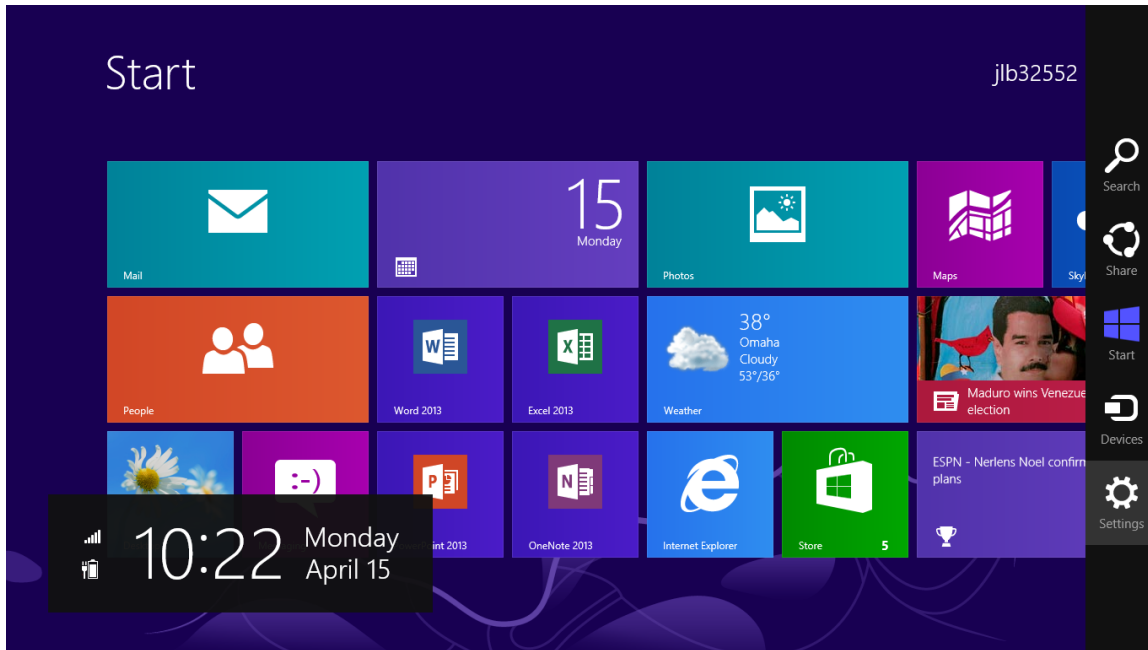 Start
jlb32552
Search
Share
Start
Devices
Settings
Mail
15
Monday
Photos
Maps
Sky
People
W
Word 2013
X
Excel 2013
38°
Omaha
Cloudy
53°/36°
Weather
Maduro wins Venezue
election
:-)
P
int 2013
N
OneNote 2013
Internet Explorer
Store
5
ESPN - Nerlens Noel confirm
plans
10:22
Monday
April 15